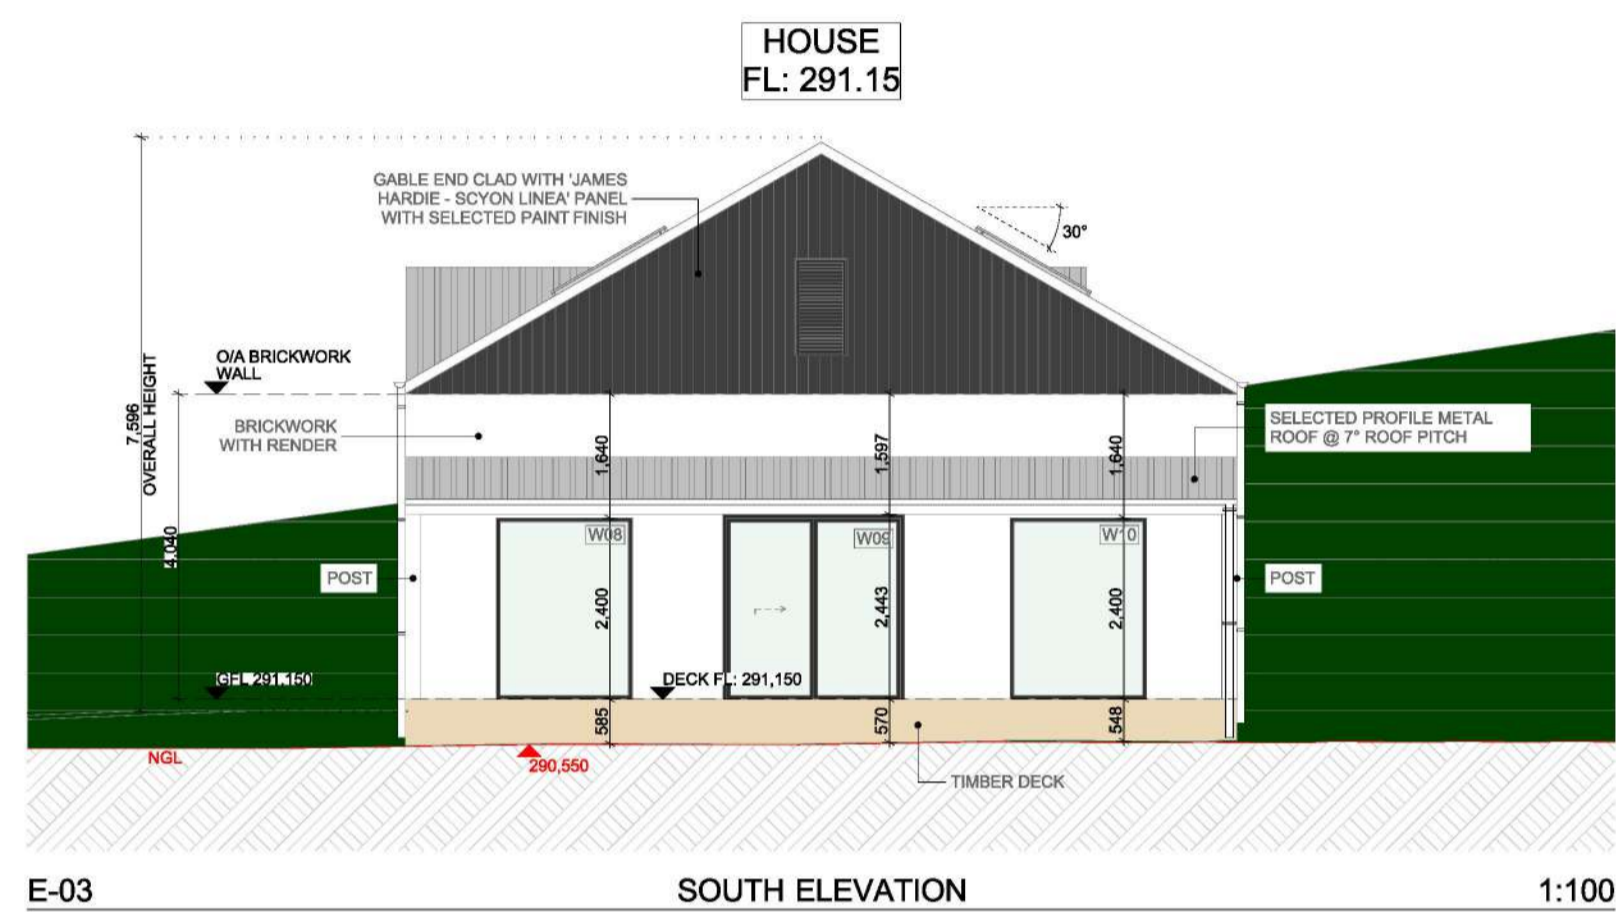 HOUSE
FL: 291.15
GABLE END CLAD WITH 'JAMES
HARDIE - SCYON LINEA' PANEL
WITH SELECTED PAINT FINISH
30°
7,596
OVERALL HEIGHT
O/A BRICKWORK
WALL
4,040
BRICKWORK
WITH RENDER
1,640
1,597
1,640
SELECTED PROFILE METAL
ROOF @ 7° ROOF PITCH
W08
W09
W10
POST
POST
2,400
2,443
2,400
GFL 291.150
DECK FL: 291,150
585
570
548
NGL
290,550
TIMBER DECK
E-03
SOUTH ELEVATION
1:100